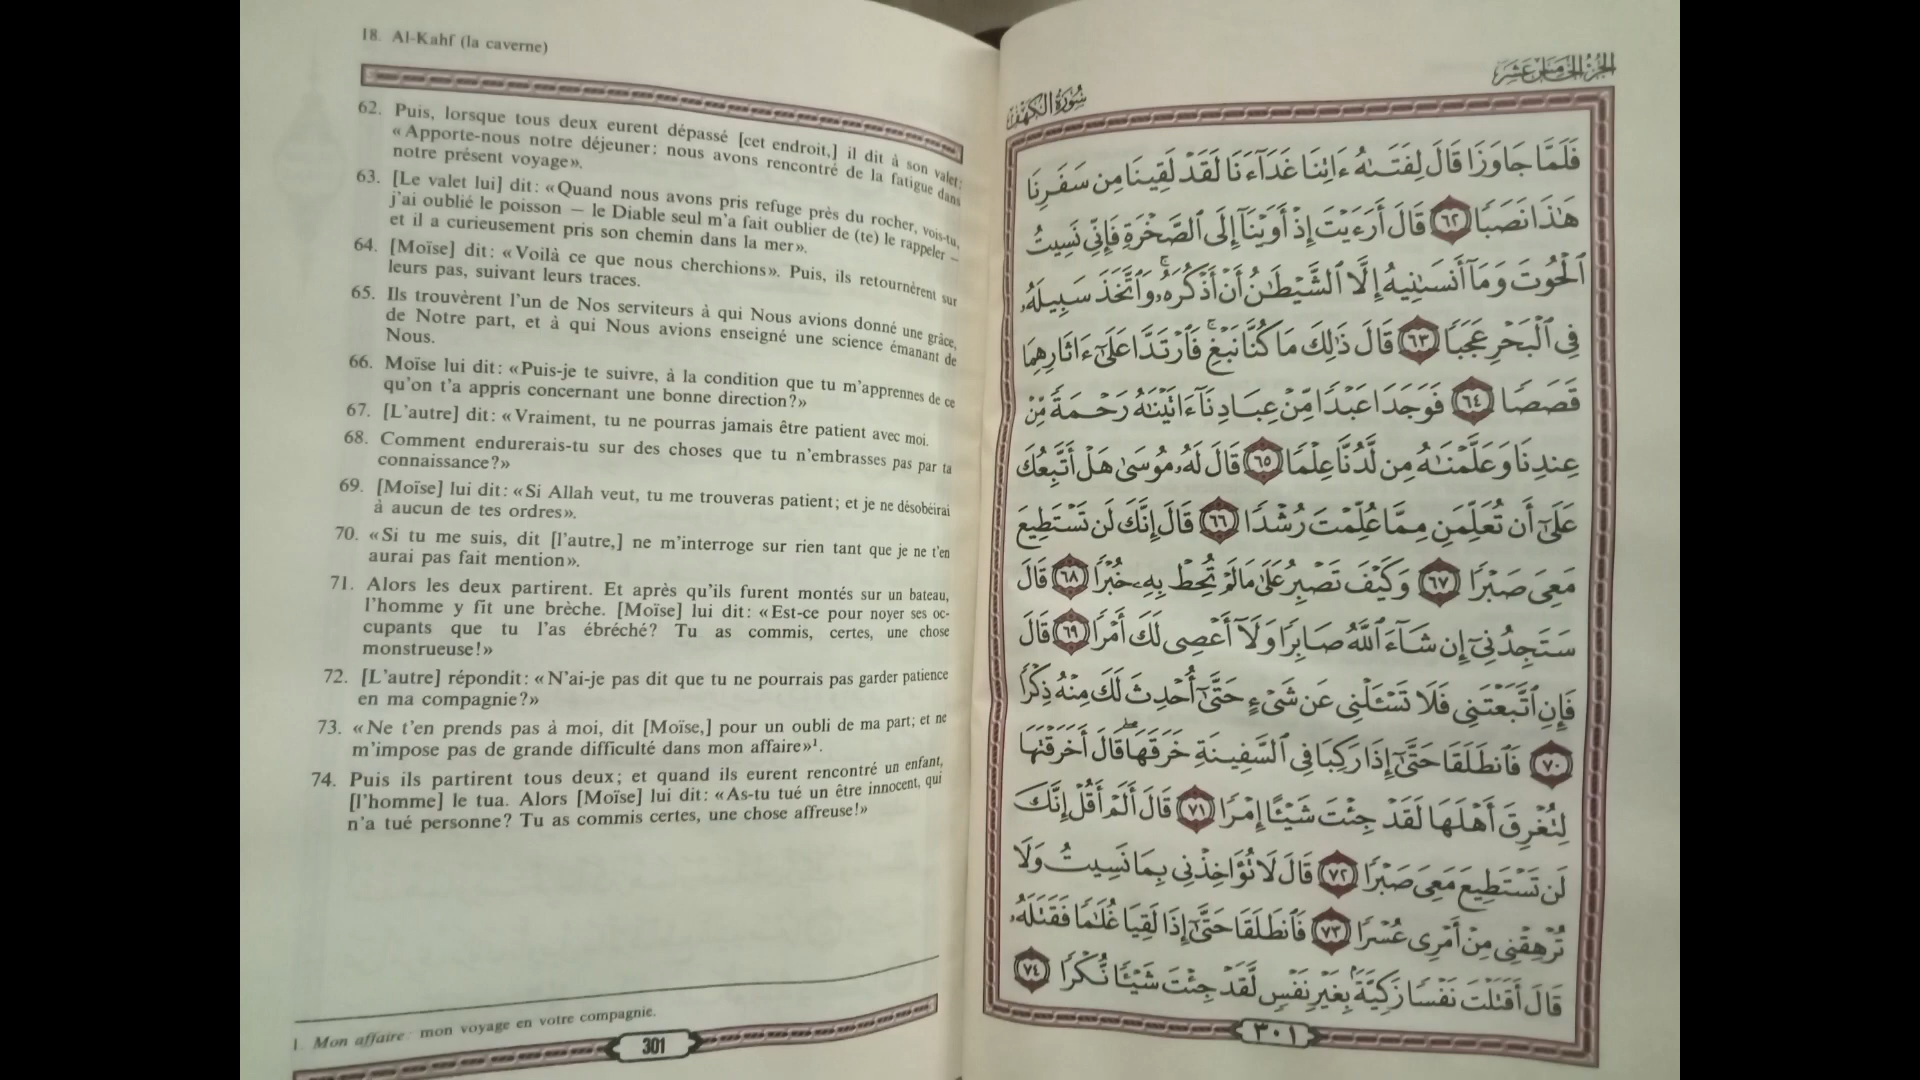 18. Al-Kahf (la caverne)
62. Puis, lorsque tous deux eurent dépassé [cet endroit,] il dit à son valet:
«Apporte-nous notre déjeuner: nous avons rencontré de la fatigue dans
notre présent voyage».
63. [Le valet lui] dit: «Quand nous avons pris refuge près du rocher, vois-tu,
j'ai oublié le poisson — le Diable seul m'a fait oublier de (te) le rappeler —
et il a curieusement pris son chemin dans la mer».
64. [Moïse] dit: «Voilà ce que nous cherchions». Puis, ils retournèrent sur
leurs pas, suivant leurs traces.
65. Ils trouvèrent l'un de Nos serviteurs à qui Nous avions donné une grâce,
de Notre part, et à qui Nous avions enseigné une science émanant de
Nous.
66. Moïse lui dit: «Puis-je te suivre, à la condition que tu m'apprennes de ce
qu'on t'a appris concernant une bonne direction?»
67. [L'autre] dit: «Vraiment, tu ne pourras jamais être patient avec moi.
68. Comment endurerais-tu sur des choses que tu n'embrasses pas par ta
connaissance?»
69. [Moïse] lui dit: «Si Allah veut, tu me trouveras patient; et je ne désobéirai
à aucun de tes ordres».
70. «Si tu me suis, dit [l'autre,] ne m'interroge sur rien tant que je ne t'en
aurai pas fait mention».
71. Alors les deux partirent. Et après qu'ils furent montés sur un bateau,
l'homme y fit une brèche. [Moïse] lui dit: «Est-ce pour noyer ses oc-
cupants que tu l'as ébréché? Tu as commis, certes, une chose
monstrueuse!»
72. [L'autre] répondit: «N'ai-je pas dit que tu ne pourrais pas garder patience
en ma compagnie?»
73. «Ne t'en prends pas à moi, dit [Moïse,] pour un oubli de ma part; et ne
m'impose pas de grande difficulté dans mon affaire»¹.
74. Puis ils partirent tous deux; et quand ils eurent rencontré un enfant,
[l'homme] le tua. Alors [Moïse] lui dit: «As-tu tué un être innocent, qui
n'a tué personne? Tu as commis certes, une chose affreuse!»
1. Mon affaire: mon voyage en votre compagnie.
301
الجزء الخامس عشر
سورة الكهف
فَلَمَّا جَاوَزَا قَالَ لِفَتَىٰهُ ءَاتِنَا غَدَآءَنَا لَقَدْ لَقِينَا مِن سَفَرِنَا
هَٰذَا نَصَبًا ٦٢ قَالَ أَرَءَيْتَ إِذْ أَوَيْنَآ إِلَى ٱلصَّخْرَةِ فَإِنِّى نَسِيتُ
ٱلْحُوتَ وَمَآ أَنسَىٰنِيهُ إِلَّا ٱلشَّيْطَٰنُ أَنْ أَذْكُرَهُۥ ۚ وَٱتَّخَذَ سَبِيلَهُۥ
فِى ٱلْبَحْرِ عَجَبًا ٦٣ قَالَ ذَٰلِكَ مَا كُنَّا نَبْغِ ۚ فَٱرْتَدَّا عَلَىٰٓ ءَاثَارِهِمَا
قَصَصًا ٦٤ فَوَجَدَا عَبْدًا مِّنْ عِبَادِنَآ ءَاتَيْنَٰهُ رَحْمَةً مِّنْ
عِندِنَا وَعَلَّمْنَٰهُ مِن لَّدُنَّا عِلْمًا ٦٥ قَالَ لَهُۥ مُوسَىٰ هَلْ أَتَّبِعُكَ
عَلَىٰٓ أَن تُعَلِّمَنِ مِمَّا عُلِّمْتَ رُشْدًا ٦٦ قَالَ إِنَّكَ لَن تَسْتَطِيعَ
مَعِىَ صَبْرًا ٦٧ وَكَيْفَ تَصْبِرُ عَلَىٰ مَا لَمْ تُحِطْ بِهِۦ خُبْرًا ٦٨ قَالَ
سَتَجِدُنِىٓ إِن شَآءَ ٱللَّهُ صَابِرًا وَلَآ أَعْصِى لَكَ أَمْرًا ٦٩ قَالَ
فَإِنِ ٱتَّبَعْتَنِى فَلَا تَسْـَٔلْنِى عَن شَىْءٍ حَتَّىٰٓ أُحْدِثَ لَكَ مِنْهُ ذِكْرًا
٧٠ فَٱنطَلَقَا حَتَّىٰٓ إِذَا رَكِبَا فِى ٱلسَّفِينَةِ خَرَقَهَا ۖ قَالَ أَخَرَقْتَهَا
لِتُغْرِقَ أَهْلَهَا لَقَدْ جِئْتَ شَيْـًٔا إِمْرًا ٧١ قَالَ أَلَمْ أَقُلْ إِنَّكَ
لَن تَسْتَطِيعَ مَعِىَ صَبْرًا ٧٢ قَالَ لَا تُؤَاخِذْنِى بِمَا نَسِيتُ وَلَا
تُرْهِقْنِى مِنْ أَمْرِى عُسْرًا ٧٣ فَٱنطَلَقَا حَتَّىٰٓ إِذَا لَقِيَا غُلَٰمًا فَقَتَلَهُۥ
قَالَ أَقَتَلْتَ نَفْسًا زَكِيَّةًۢ بِغَيْرِ نَفْسٍ لَّقَدْ جِئْتَ شَيْـًٔا نُّكْرًا ٧٤
٣٠١